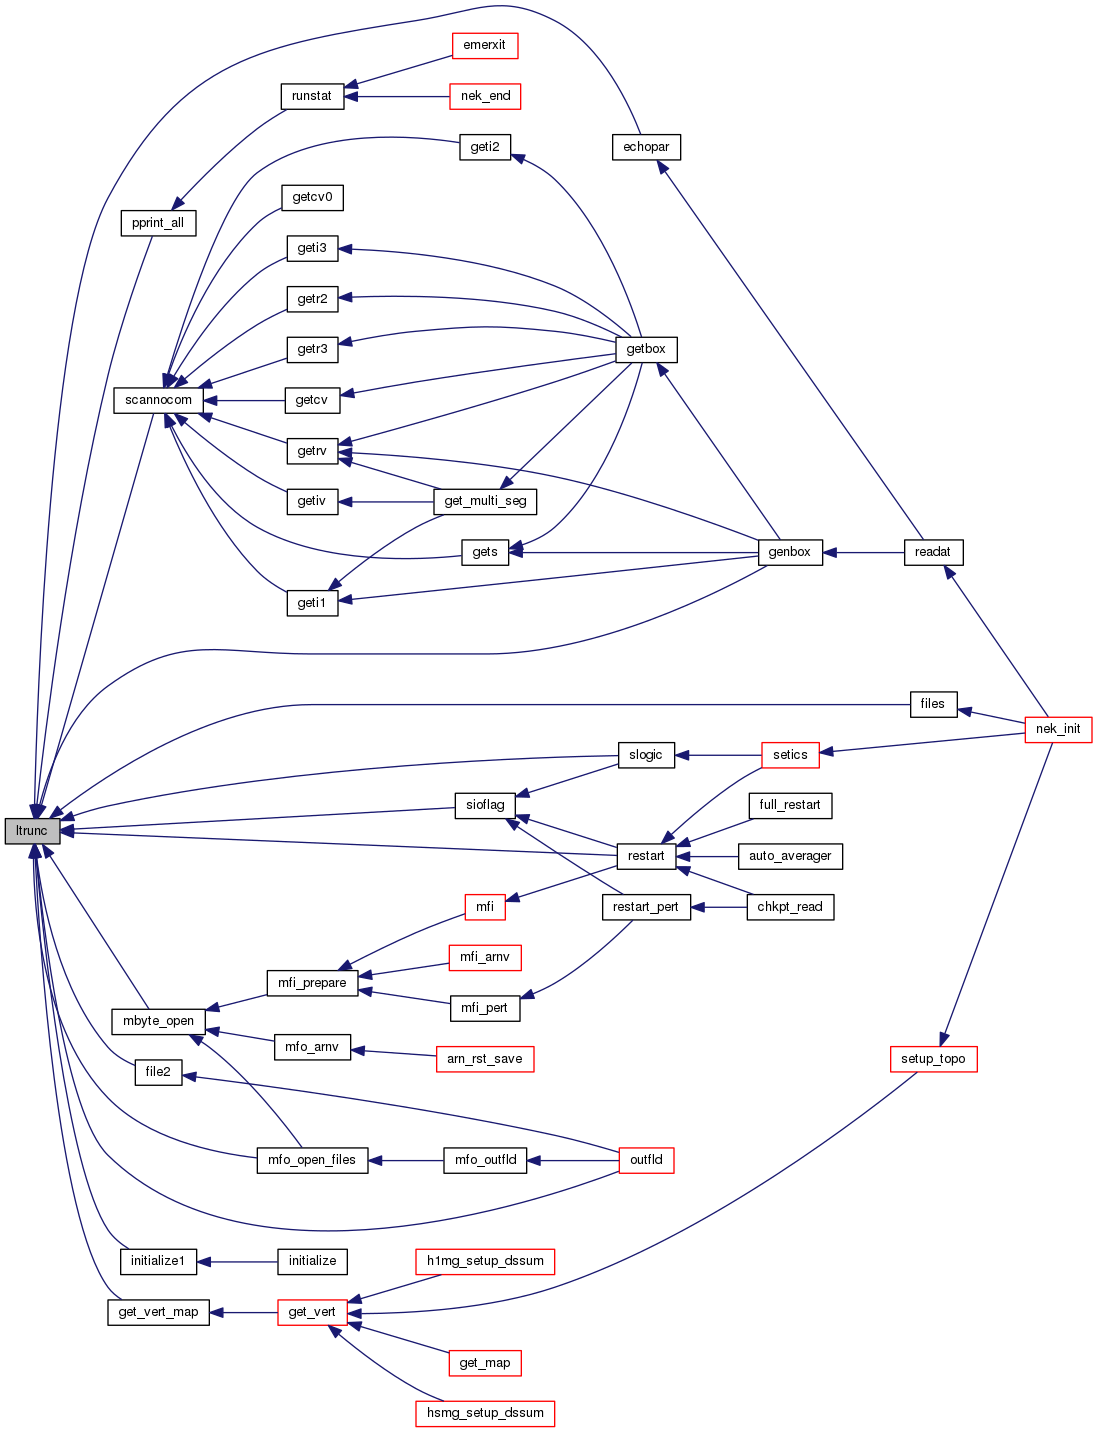 emerxit
runstat
nek_end
echopar
geti2
getcv0
pprint_all
geti3
getr2
getr3
getbox
scannocom
getcv
getrv
getiv
get_multi_seg
gets
genbox
readat
geti1
files
nek_init
slogic
setics
sioflag
full_restart
ltrunc
restart
auto_averager
mfi
restart_pert
chkpt_read
mfi_arnv
mfi_prepare
mfi_pert
mbyte_open
mfo_arnv
arn_rst_save
setup_topo
file2
mfo_open_files
mfo_outfld
outfld
initialize1
initialize
h1mg_setup_dssum
get_vert_map
get_vert
get_map
hsmg_setup_dssum